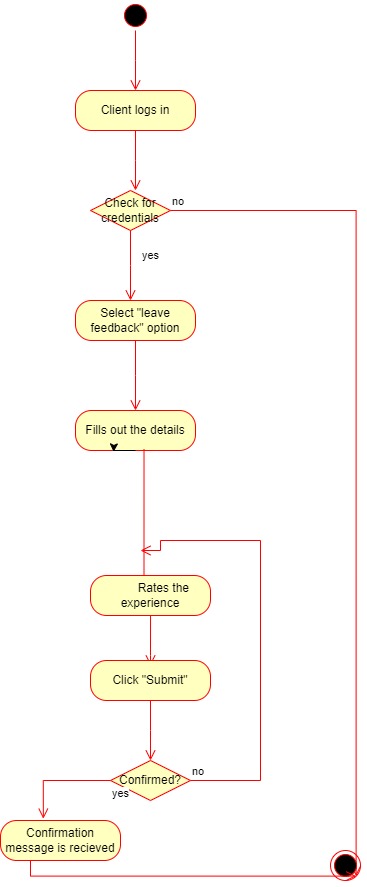 Client logs in
Check for
credentials
no
yes
Select "leave
feedback" option
Fills out the details
Rates the
experience
Click "Submit"
Confirmed?
no
yes
Confirmation
message is recieved